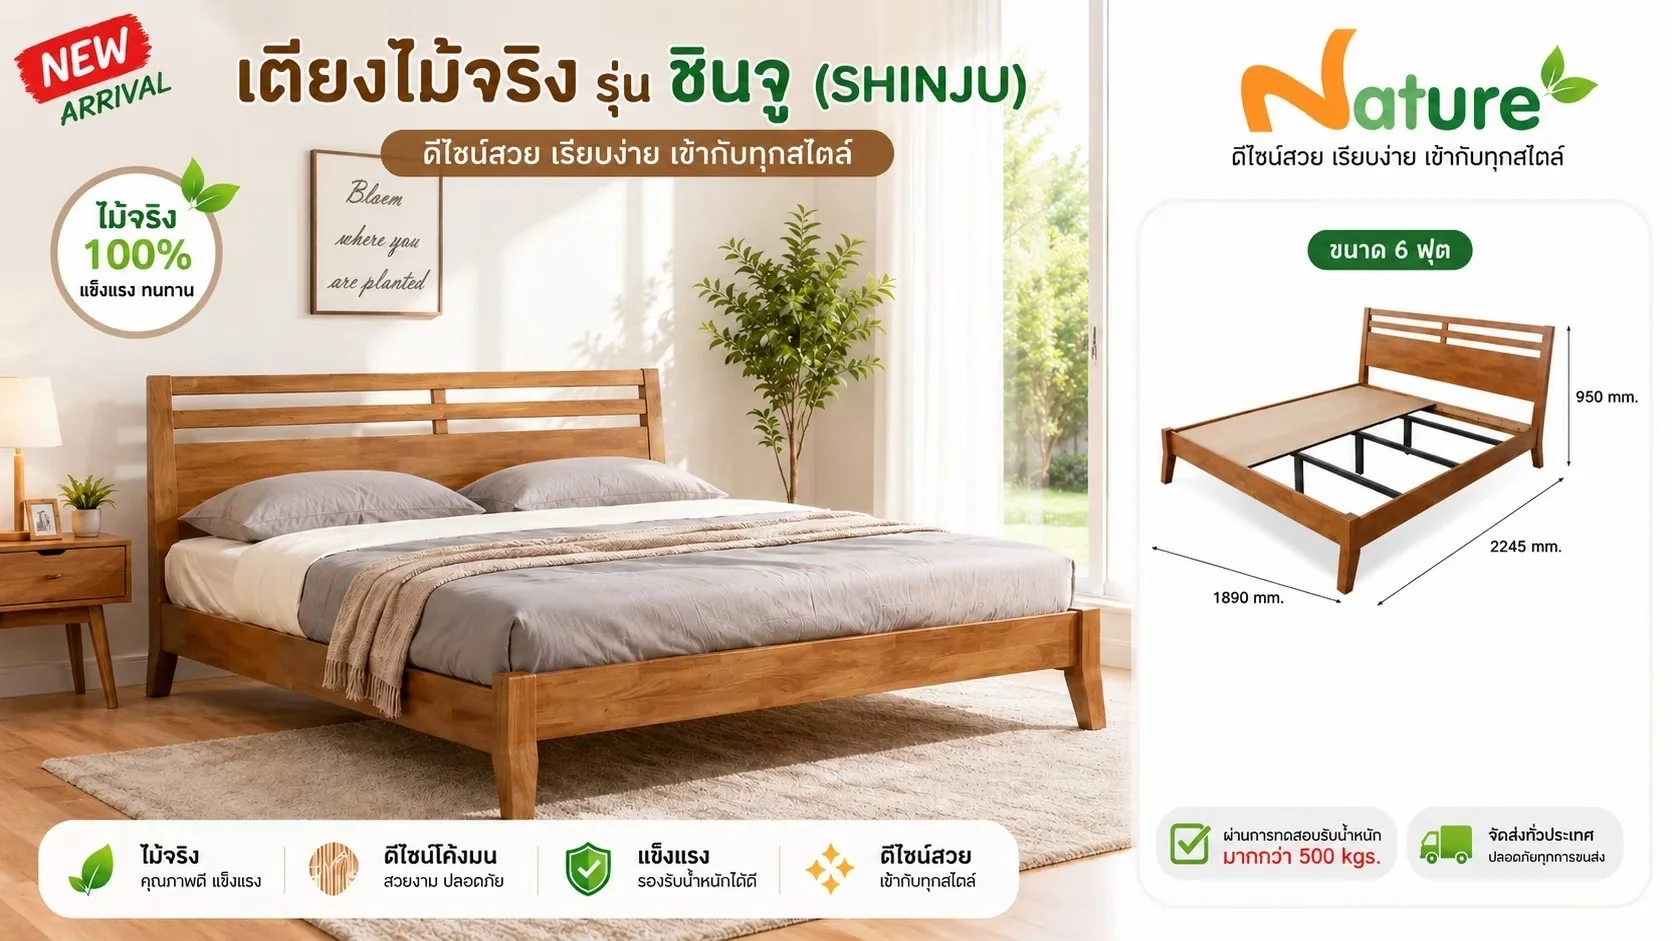 NEW
ARRIVAL
เตียงไม้จริง รุ่น ชินจู (SHINJU)
ดีไซน์สวย เรียบง่าย เข้ากับทุกสไตล์
ไม้จริง
100%
แข็งแรง ทนทาน
Bloem
where you
are planted
Nature
ดีไซน์สวย เรียบง่าย เข้ากับทุกสไตล์
ขนาด 6 ฟุต
950 mm.
2245 mm.
1890 mm.
ไม้จริง
คุณภาพดี แข็งแรง
ดีไซน์โค้งมน
สวยงาม ปลอดภัย
แข็งแรง
รองรับน้ำหนักได้ดี
ดีไซน์สวย
เข้ากับทุกสไตล์
ผ่านการทดสอบรับน้ำหนัก
มากกว่า 500 kgs.
จัดส่งทั่วประเทศ
ปลอดภัยทุกการขนส่ง